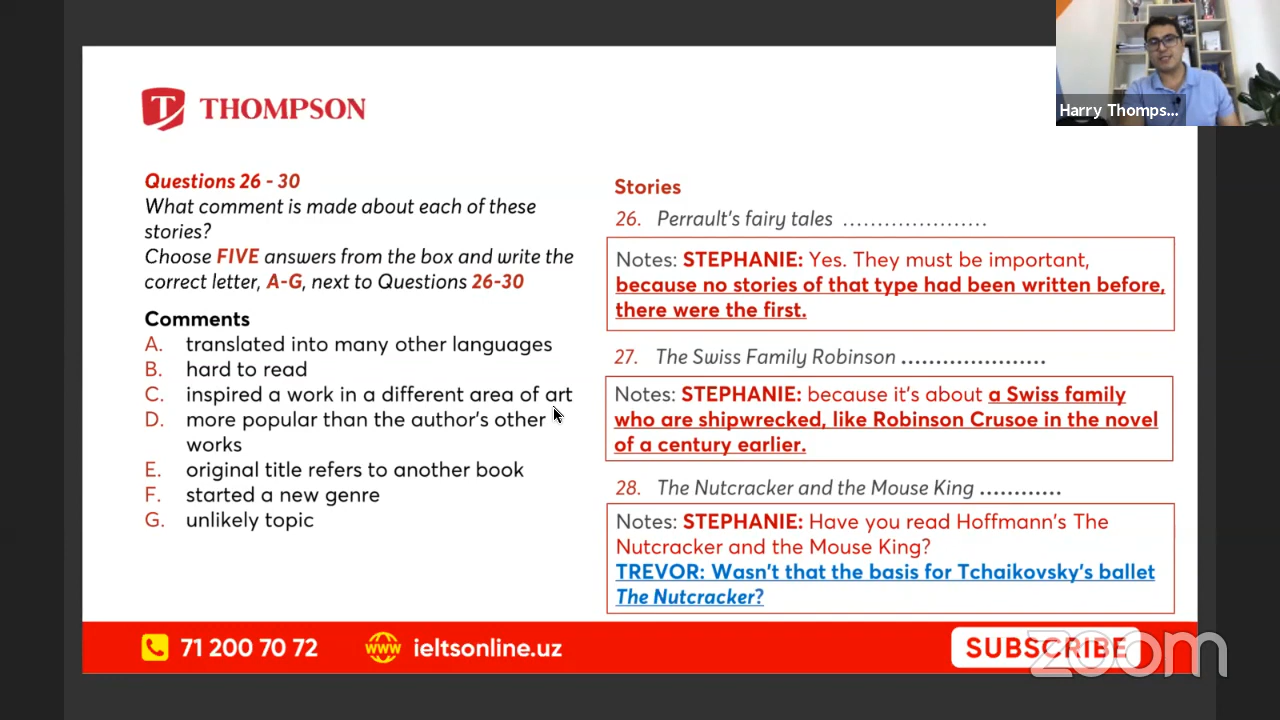 Harry Thomps...
THOMPSON
Questions 26 - 30
What comment is made about each of these
stories?
Choose FIVE answers from the box and write the
correct letter, A-G, next to Questions 26-30
Comments
A. translated into many other languages
B. hard to read
C. inspired a work in a different area of art
D. more popular than the author's other
works
E. original title refers to another book
F. started a new genre
G. unlikely topic
Stories
26. Perrault's fairy tales ......................
Notes: STEPHANIE: Yes. They must be important,
because no stories of that type had been written before,
there were the first.
27. The Swiss Family Robinson ......................
Notes: STEPHANIE: because it's about a Swiss family
who are shipwrecked, like Robinson Crusoe in the novel
of a century earlier.
28. The Nutcracker and the Mouse King ............
Notes: STEPHANIE: Have you read Hoffmann's The
Nutcracker and the Mouse King?
TREVOR: Wasn't that the basis for Tchaikovsky's ballet
The Nutcracker?
71 200 70 72
WWW
ieltsonline.uz
SUBSCRIBE
zoom